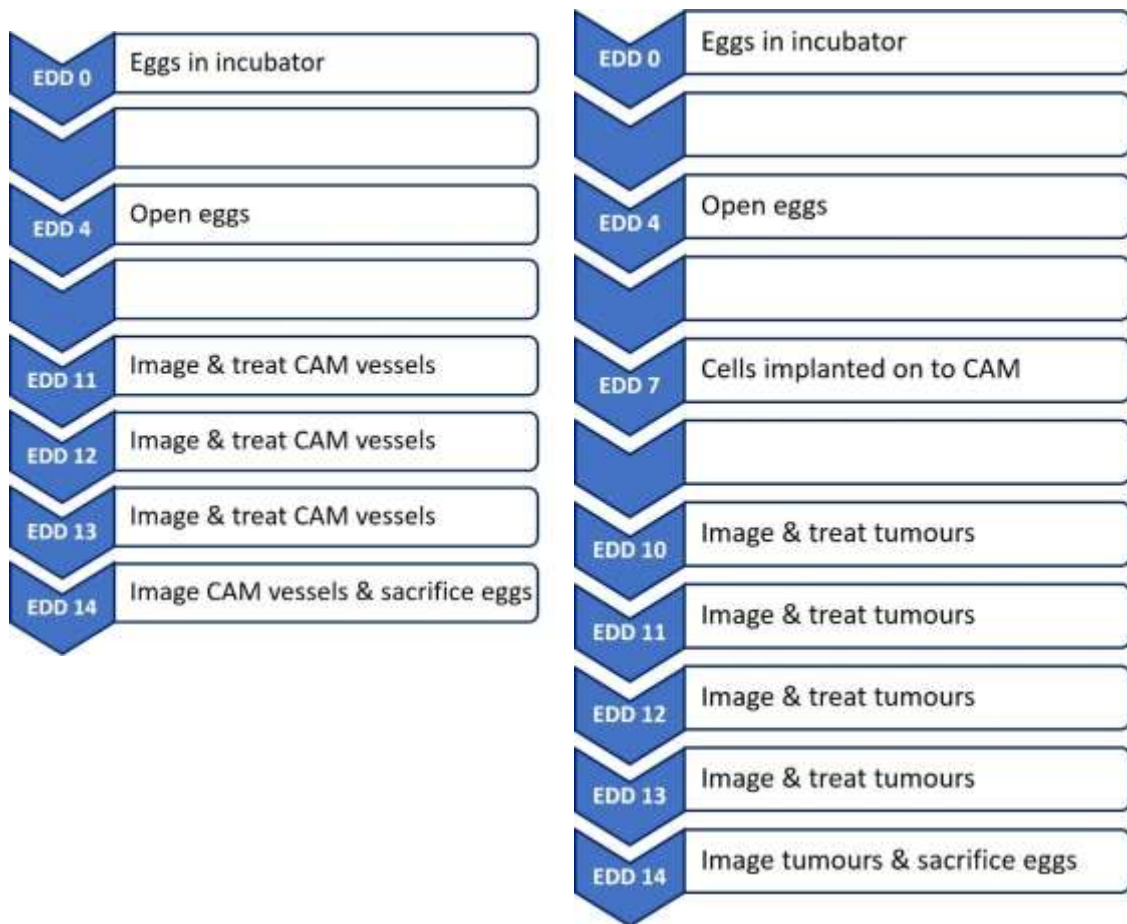 EDD 0 Eggs in incubator
EDD 4 Open eggs
EDD 11 Image & treat CAM vessels
EDD 12 Image & treat CAM vessels
EDD 13 Image & treat CAM vessels
EDD 14 Image CAM vessels & sacrifice eggs
EDD 0 Eggs in incubator
EDD 4 Open eggs
EDD 7 Cells implanted on to CAM
EDD 10 Image & treat tumours
EDD 11 Image & treat tumours
EDD 12 Image & treat tumours
EDD 13 Image & treat tumours
EDD 14 Image tumours & sacrifice eggs